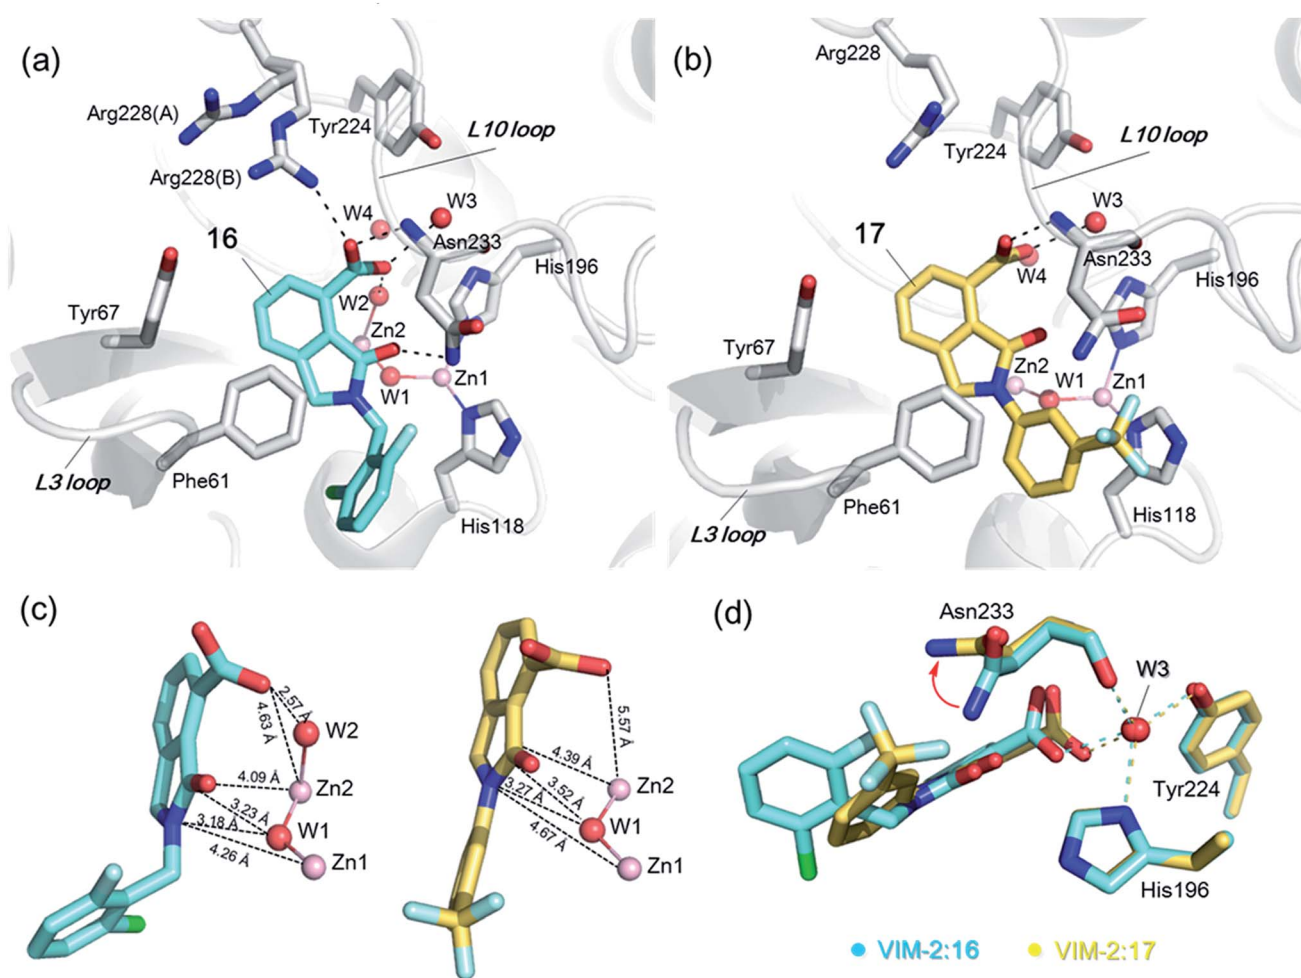 (a)
Arg228(A)
Tyr224
L10 loop
Arg228(B)
W4
W3
16
Asn233
His196
W2
Tyr67
Zn2
Zn1
W1
L3 loop
Phe61
His118
(b)
Arg228
Tyr224
L10 loop
W3
17
Asn233
W4
His196
Tyr67
Zn2
W1
Zn1
Phe61
L3 loop
His118
(c)
2.57 Å
4.63 Å
W2
4.09 Å
Zn2
3.23 Å
3.18 Å
W1
4.26 Å
Zn1
5.57 Å
4.39 Å
Zn2
3.52 Å
3.27 Å
W1
4.67 Å
Zn1
(d)
Asn233
W3
Tyr224
His196
VIM-2:16
VIM-2:17